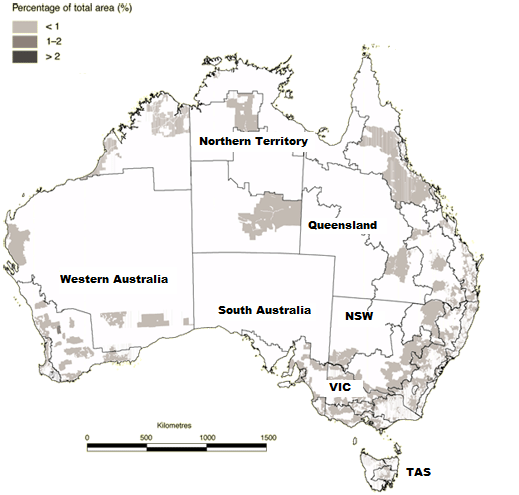 Percentage of total area (%)
< 1
1–2
> 2
Northern Territory
Queensland
Western Australia
South Australia
NSW
VIC
Kilometres
0 500 1000 1500
TAS